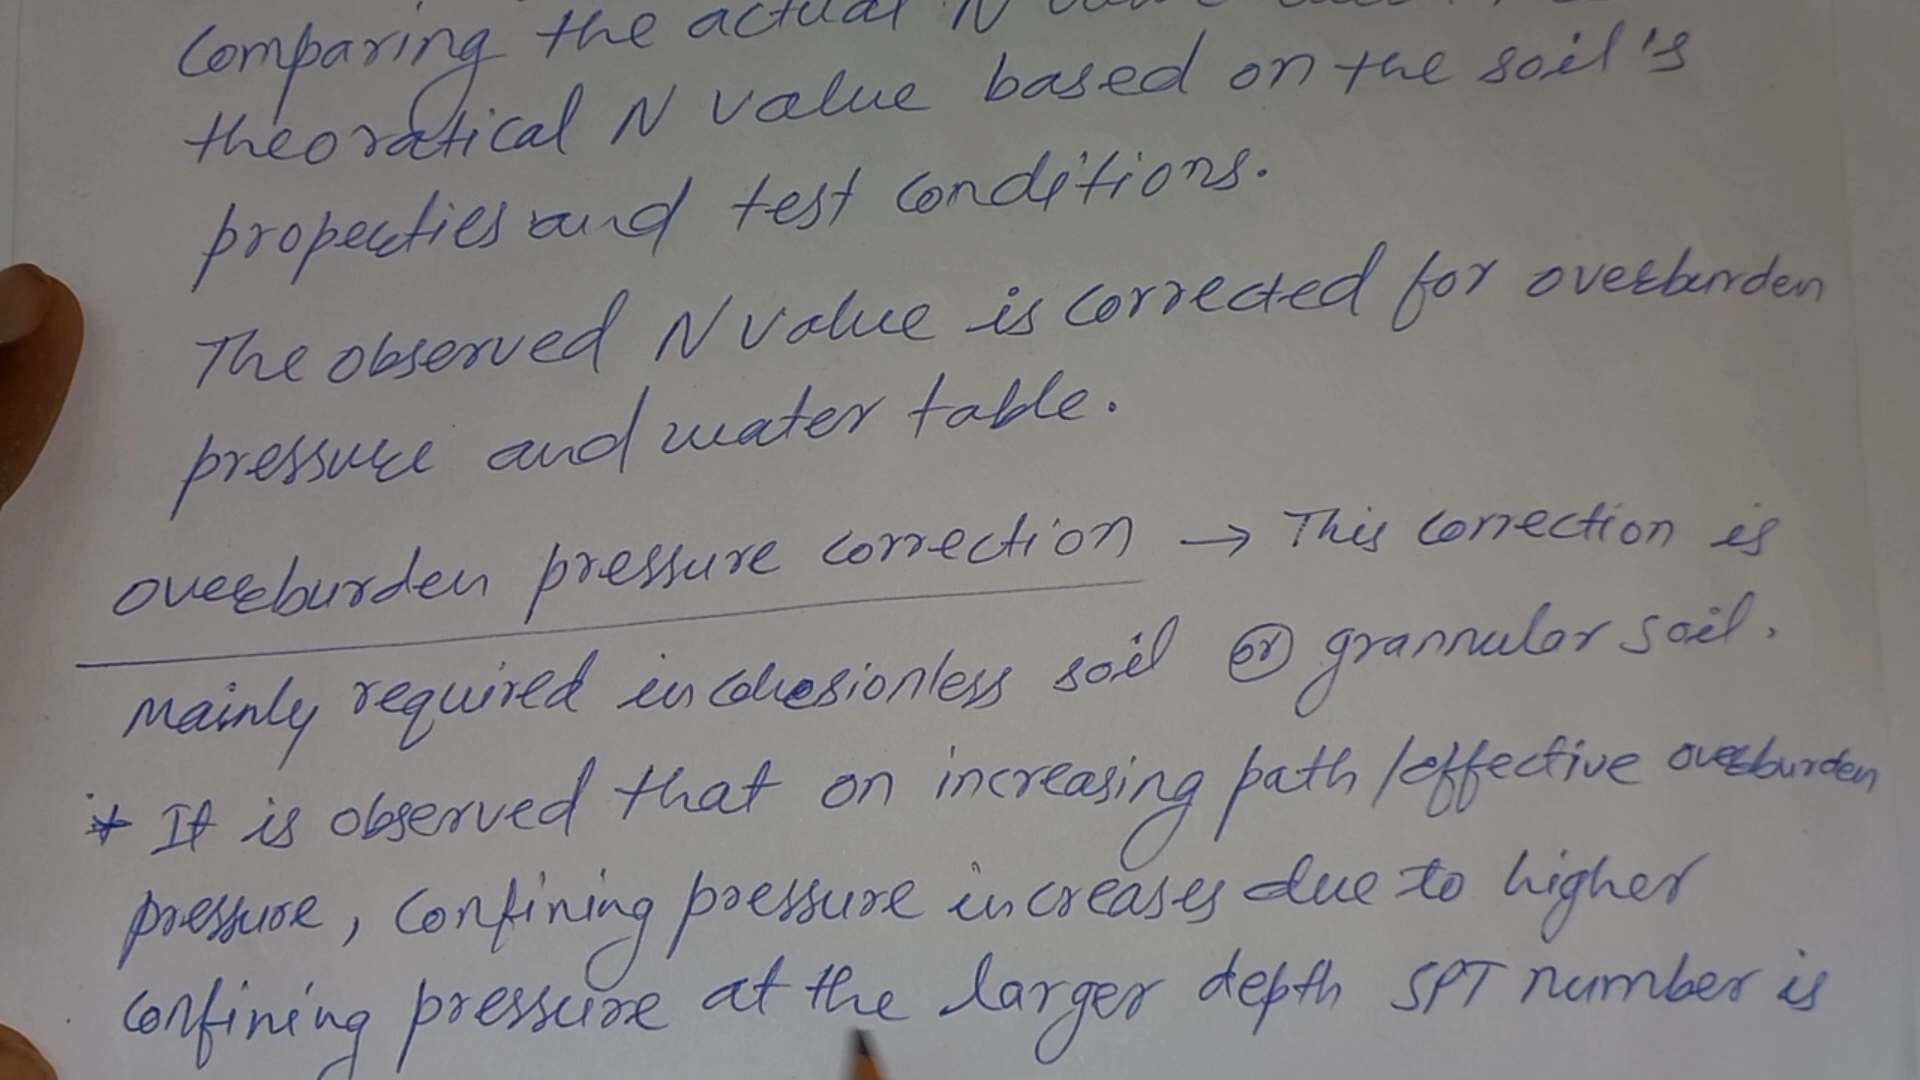 Comparing the actual N
theoratical N value based on the soil's
properties and test conditions.
The observed N value is corrected for overburden
pressure and water table.
overburden pressure correction → This correction is
mainly required in cohesionless soil or grannular soil.
* It is observed that on increasing path/effective overburden
pressure, confining pressure increases due to higher
confining pressure at the larger depth SPT number is